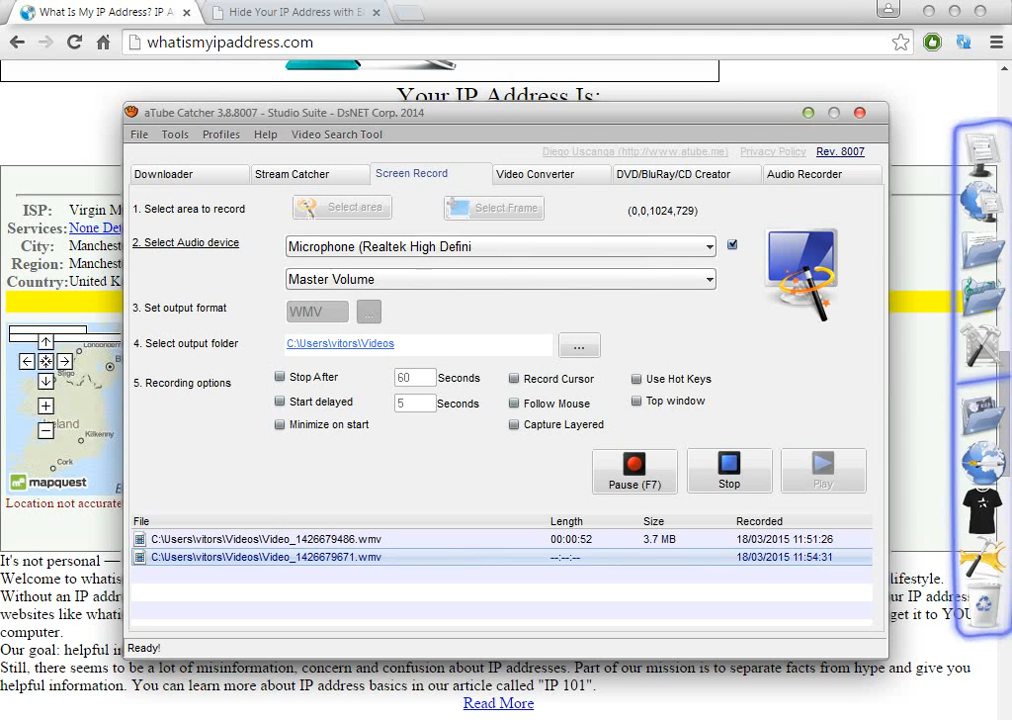 What Is My IP Address? IP A
Hide Your IP Address with E
whatismyipaddress.com
Your IP Address Is:
aTube Catcher 3.8.8007 - Studio Suite - DsNET Corp. 2014
File Tools Profiles Help Video Search Tool
Diego Uscanga (http://www.atube.me) Privacy Policy Rev. 8007
Downloader Stream Catcher Screen Record Video Converter DVD/BluRay/CD Creator Audio Recorder
1. Select area to record Select area Select Frame (0,0,1024,729)
2. Select Audio device Microphone (Realtek High Defini
Master Volume
3. Set output format WMV ...
4. Select output folder C:\Users\vitors\Videos ...
5. Recording options
Stop After 60 Seconds Record Cursor Use Hot Keys
Start delayed 5 Seconds Follow Mouse Top window
Minimize on start Capture Layered
Pause (F7) Stop Play
File Length Size Recorded
C:\Users\vitors\Videos\Video_1426679486.wmv 00:00:52 3.7 MB 18/03/2015 11:51:26
C:\Users\vitors\Videos\Video_1426679671.wmv --:--:-- 18/03/2015 11:54:31
Ready!
ISP: Virgin M
Services: None Det
City: Manchest
Region: Manchest
Country: United K
Londonderry
Sligo
Ireland
Kilkenny
Cork
mapquest
Location not accurate
It's not personal — lifestyle.
Welcome to whatis
Without an IP addr ur IP address
websites like whati get it to YOU
computer.
Our goal: helpful in
Still, there seems to be a lot of misinformation, concern and confusion about IP addresses. Part of our mission is to separate facts from hype and give you
helpful information. You can learn more about IP address basics in our article called "IP 101".
Read More